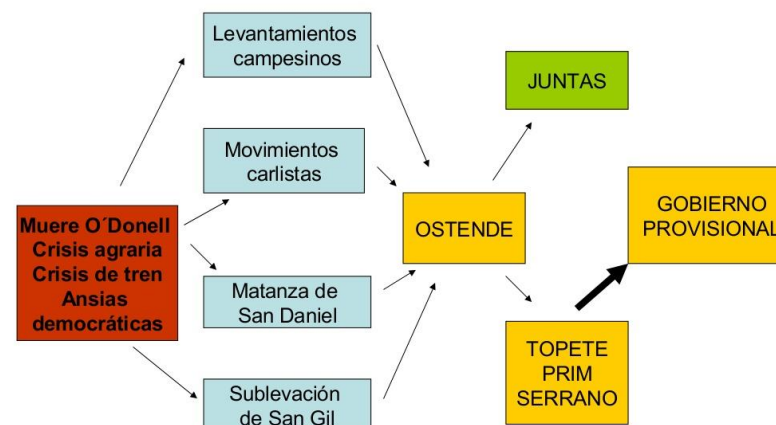 Levantamientos
campesinos
JUNTAS
Movimientos
carlistas
GOBIERNO
PROVISIONAL
Muere O´Donell
Crisis agraria
Crisis de tren
Ansias
democráticas
OSTENDE
Matanza de
San Daniel
TOPETE
PRIM
SERRANO
Sublevación
de San Gil